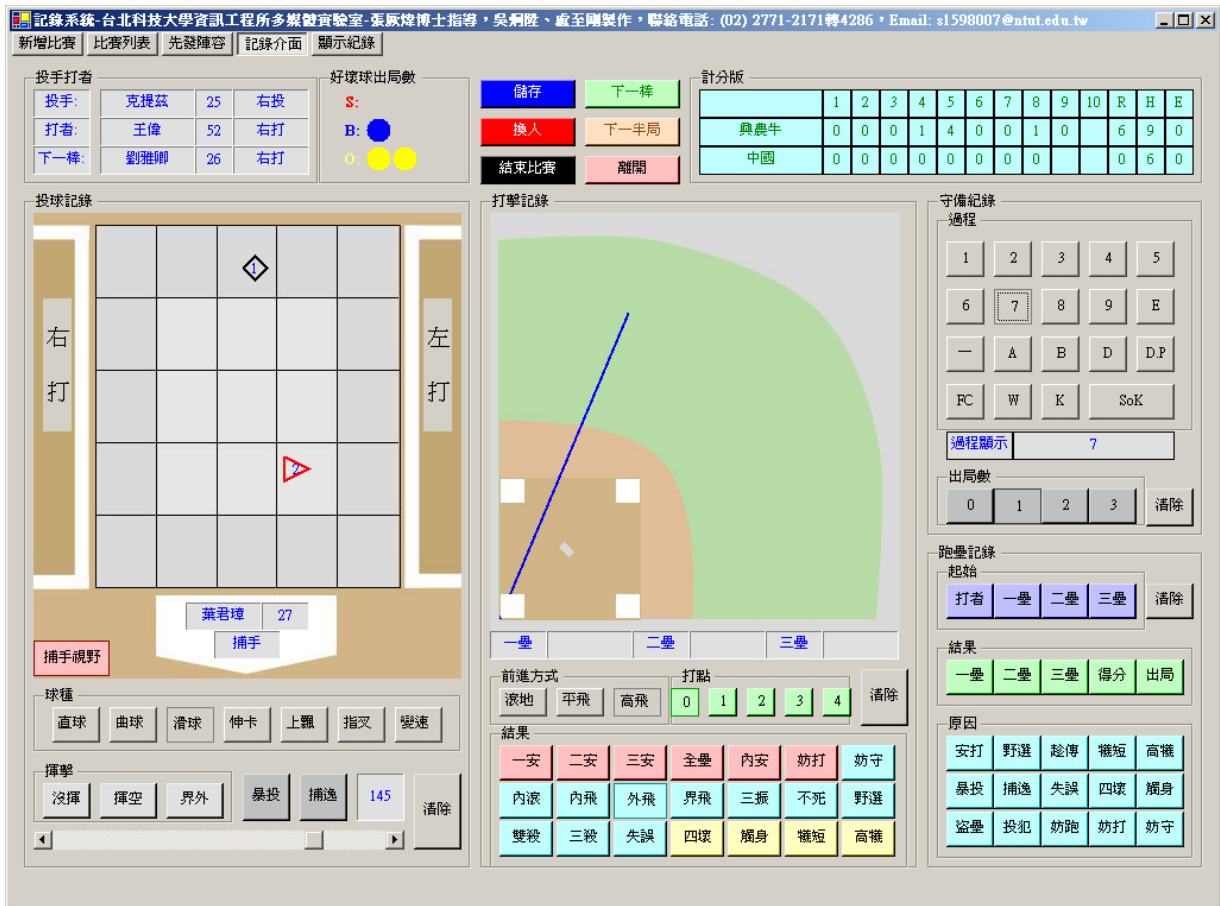 記錄系統-台北科技大學資訊工程所多媒體實驗室-張厥煒博士指導，吳炯陞、盧至剛製作，聯絡電話: (02) 2771-2171轉4286，Email: s1598007@ntut.edu.tw
新增比賽 比賽列表 先發陣容 記錄介面 顯示紀錄
投手打者 好壞球出局數 計分版
投手: 克提茲 25 右投
打者: 王偉 52 右打
下一棒: 劉雅卿 26 右打
S:
B:
O:
儲存 下一棒
換人 下一半局
結束比賽 離開
1 2 3 4 5 6 7 8 9 10 R H E
興農牛 0 0 0 1 4 0 0 1 0 6 9 0
中國 0 0 0 0 0 0 0 0 0 6 0
投球記錄
1
右打
左打
2
葉君璋 27
捕手
捕手視野
球種
直球 曲球 滑球 伸卡 上飄 指叉 變速
揮擊
沒揮 揮空 界外 暴投 捕逸 145 清除
打擊記錄
一壘 二壘 三壘
前進方式 打點
滾地 平飛 高飛 0 1 2 3 4 清除
結果
一安 二安 三安 全壘 內安 妨打 妨守
內滾 內飛 外飛 界飛 三振 不死 野選
雙殺 三殺 失誤 四壞 觸身 犧短 高犧
守備紀錄
過程
1 2 3 4 5
6 7 8 9 E
一 A B D D.P
FC W K SoK
過程顯示 7
出局數
0 1 2 3 清除
跑壘記錄
起始
打者 一壘 二壘 三壘 清除
結果
一壘 二壘 三壘 得分 出局
原因
安打 野選 趁傳 犧短 高犧
暴投 捕逸 失誤 四壞 觸身
盜壘 投犯 妨跑 妨打 妨守